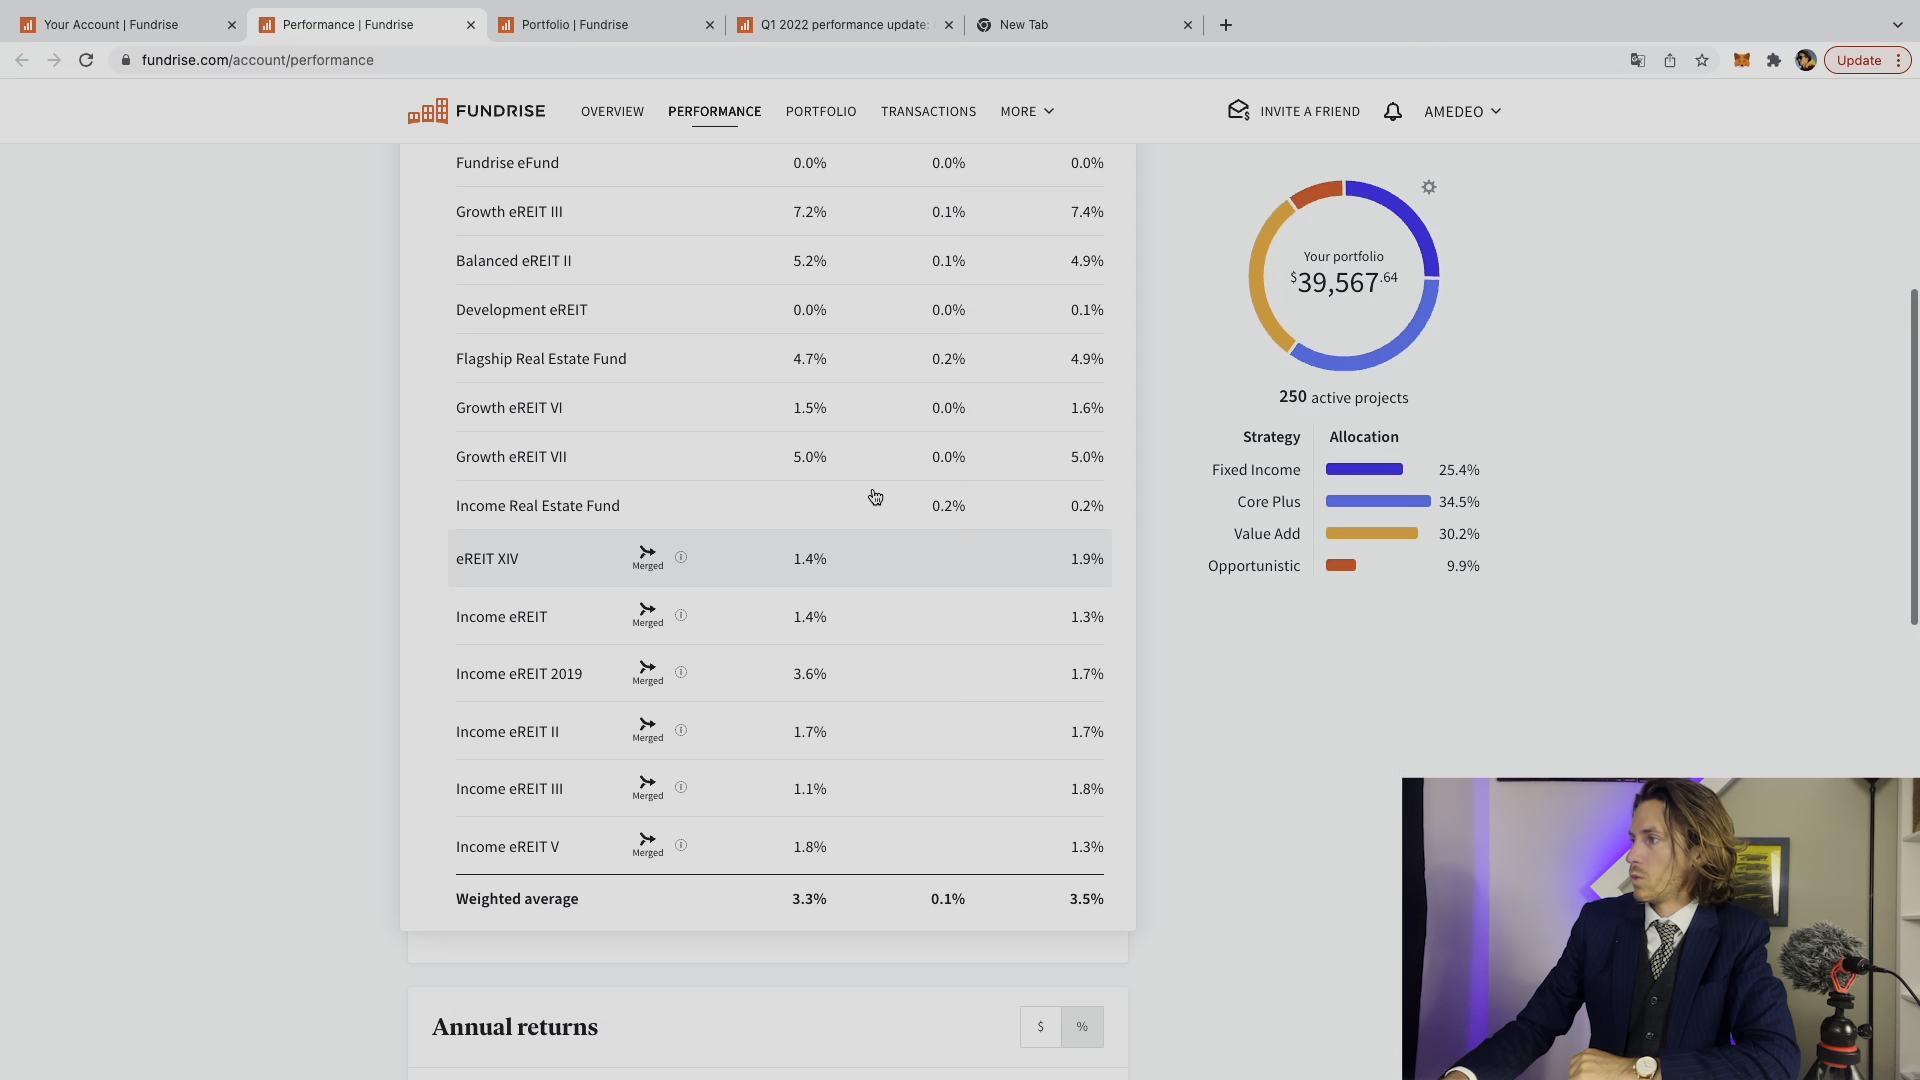 Your Account | Fundrise
Performance | Fundrise
Portfolio | Fundrise
Q1 2022 performance update:
New Tab
fundrise.com/account/performance
Update
FUNDRISE
OVERVIEW
PERFORMANCE
PORTFOLIO
TRANSACTIONS
MORE
INVITE A FRIEND
AMEDEO
Fundrise eFund 0.0% 0.0% 0.0%
Growth eREIT III 7.2% 0.1% 7.4%
Balanced eREIT II 5.2% 0.1% 4.9%
Development eREIT 0.0% 0.0% 0.1%
Flagship Real Estate Fund 4.7% 0.2% 4.9%
Growth eREIT VI 1.5% 0.0% 1.6%
Growth eREIT VII 5.0% 0.0% 5.0%
Income Real Estate Fund 0.2% 0.2%
eREIT XIV Merged 1.4% 1.9%
Income eREIT Merged 1.4% 1.3%
Income eREIT 2019 Merged 3.6% 1.7%
Income eREIT II Merged 1.7% 1.7%
Income eREIT III Merged 1.1% 1.8%
Income eREIT V Merged 1.8% 1.3%
Weighted average 3.3% 0.1% 3.5%
Annual returns
$ %
Your portfolio
$39,567.64
250 active projects
Strategy Allocation
Fixed Income 25.4%
Core Plus 34.5%
Value Add 30.2%
Opportunistic 9.9%